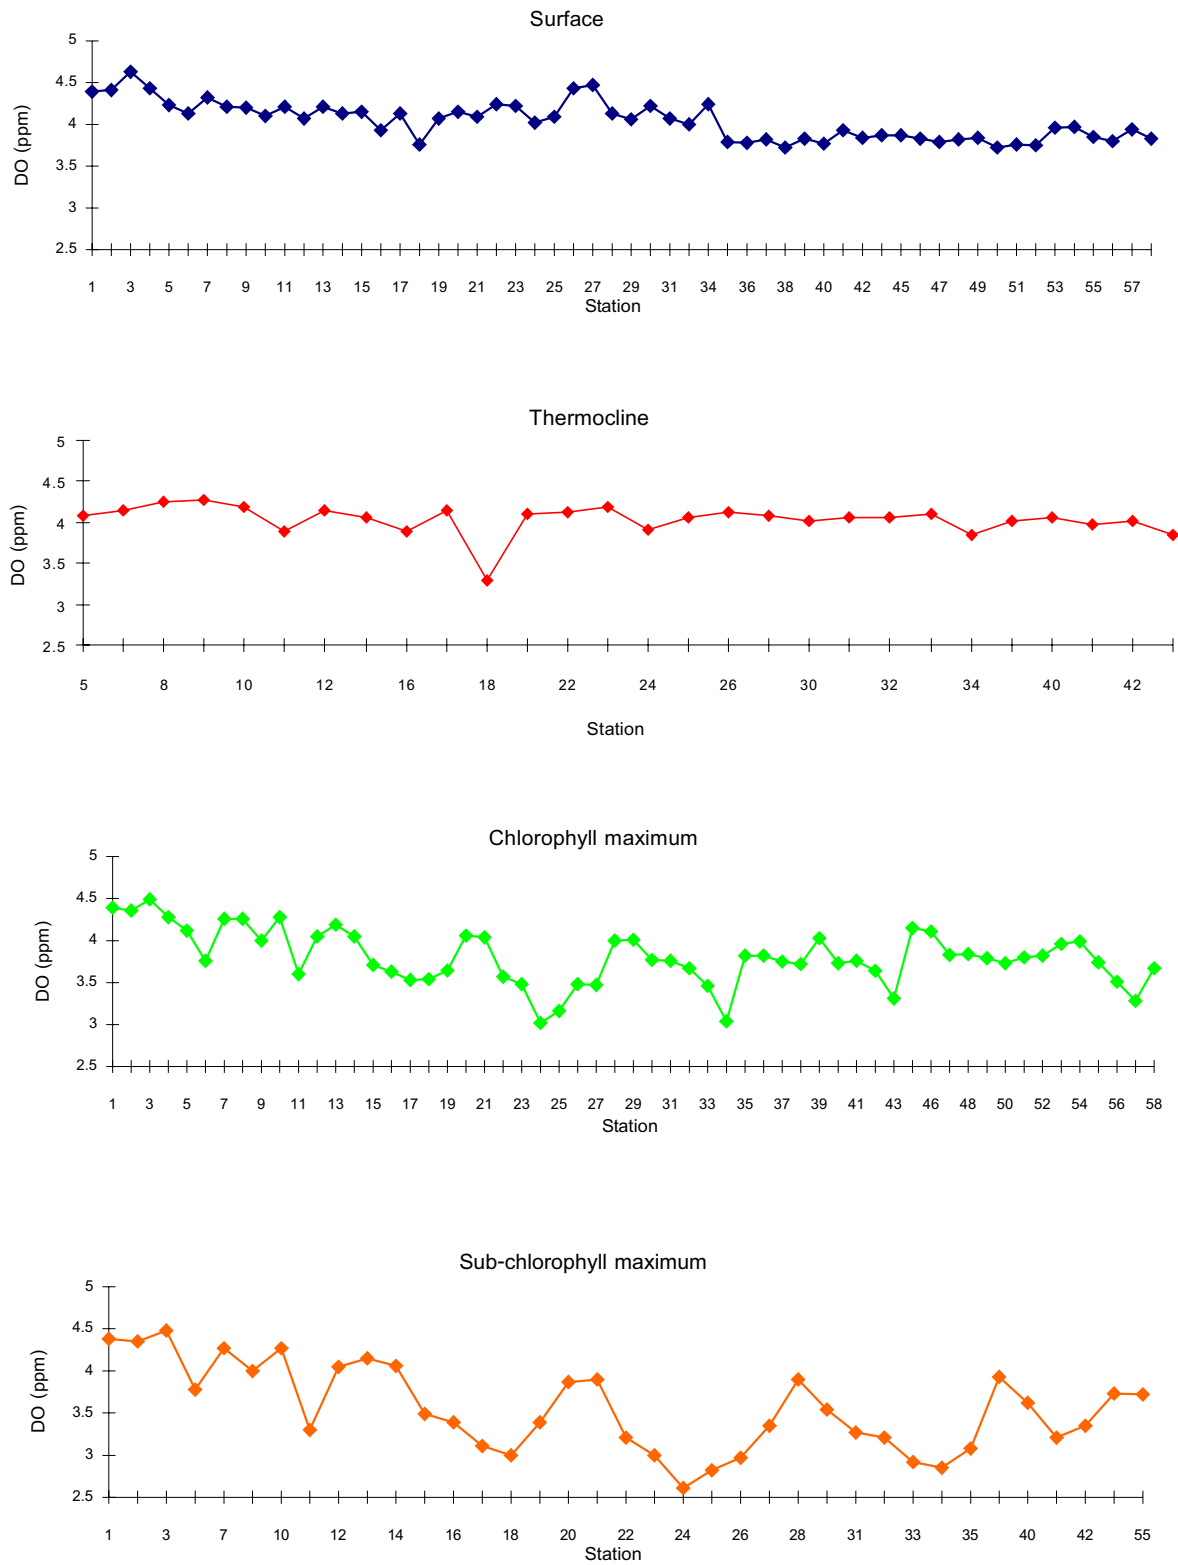 Surface
5
4.5
4
3.5
3
2.5
DO (ppm)
1 3 5 7 9 11 13 15 17 19 21 23 25 27 29 31 34 36 38 40 42 45 47 49 51 53 55 57
Station
Thermocline
5
4.5
4
3.5
3
2.5
DO (ppm)
5 8 10 12 16 18 22 24 26 30 32 34 40 42
Station
Chlorophyll maximum
5
4.5
4
3.5
3
2.5
DO (ppm)
1 3 5 7 9 11 13 15 17 19 21 23 25 27 29 31 33 35 37 39 41 43 46 48 50 52 54 56 58
Station
Sub-chlorophyll maximum
5
4.5
4
3.5
3
2.5
DO (ppm)
1 3 7 10 12 14 16 18 20 22 24 26 28 31 33 35 40 42 55
Station